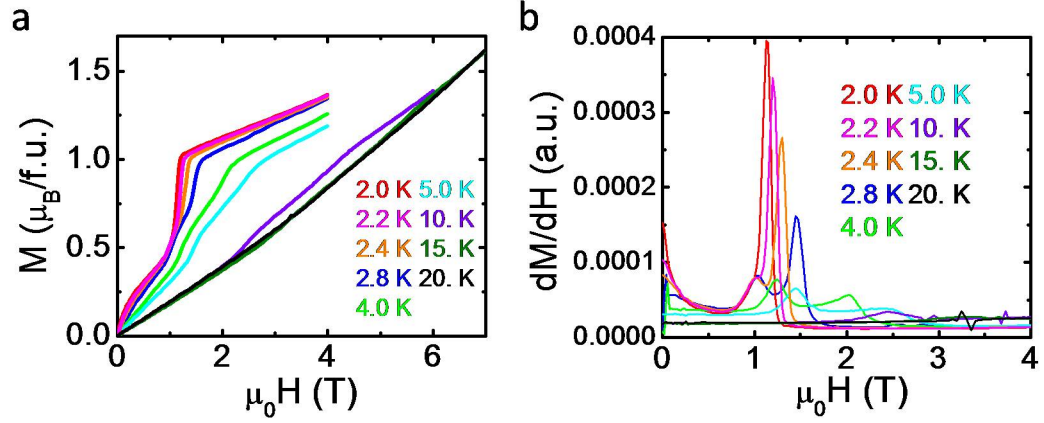 a
M (μB/f.u.)
1.5
1.0
0.5
0.0
0 2 4 6
μ0H (T)
2.0 K 5.0 K
2.2 K 10. K
2.4 K 15. K
2.8 K 20. K
4.0 K
b
dM/dH (a.u.)
0.0004
0.0003
0.0002
0.0001
0.0000
0 1 2 3 4
μ0H (T)
2.0 K 5.0 K
2.2 K 10. K
2.4 K 15. K
2.8 K 20. K
4.0 K